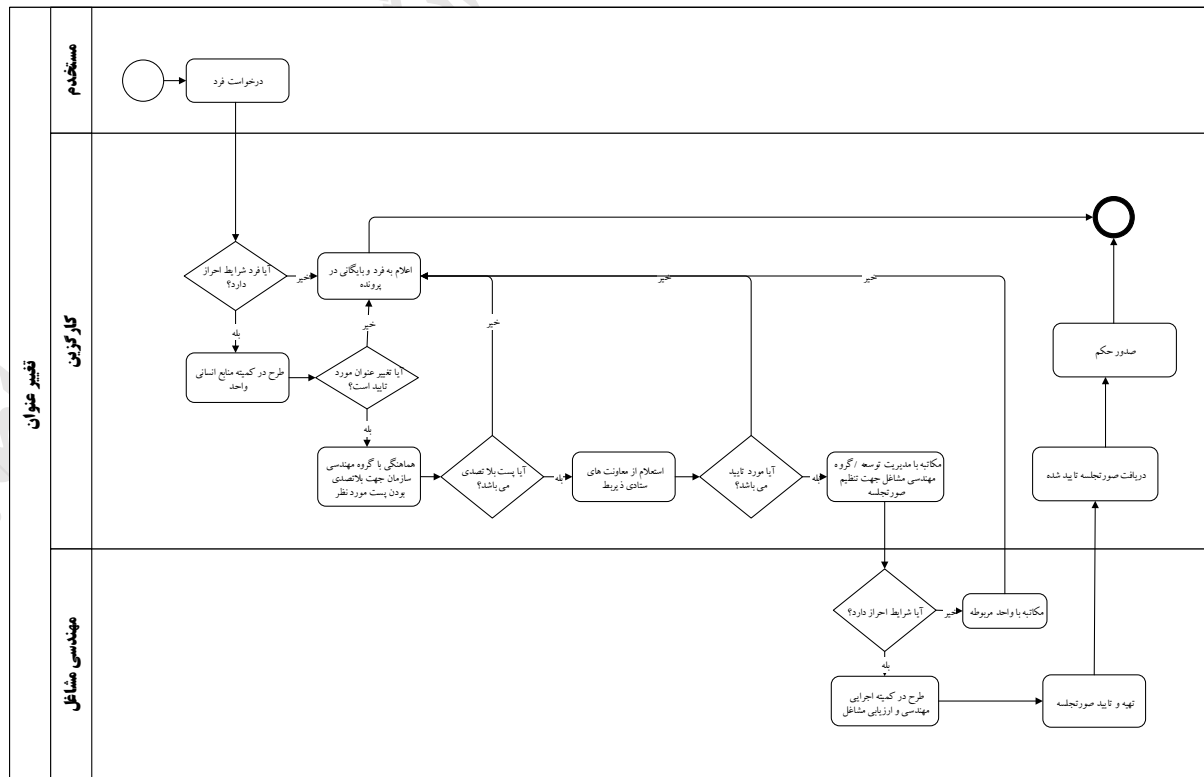 تغییر عنوان
مستخدم
درخواست فرد
کارگزین
آیا فرد شرایط احراز
دارد؟
خیر
اعلام به فرد و بایگانی در
پرونده
بله
خیر
خیر
خیر
خیر
طرح در کمیته منابع انسانی
واحد
آیا تغییر عنوان مورد
تایید است؟
بله
هماهنگی با گروه مهندسی
سازمان جهت بلاتصدی
بودن پست مورد نظر
آیا پست بلاتصدی
می باشد؟
بله
استعلام از معاونت های
ستادی ذیربط
آیا مورد تایید
می باشد؟
بله
مکاتبه با مدیریت توسعه /گروه
مهندسی مشاغل جهت تنظیم
صورتجلسه
صدور حکم
دریافت صورتجلسه تایید شده
مهندسی مشاغل
آیا شرایط احراز دارد؟
خیر
مکاتبه با واحد مربوطه
بله
طرح در کمیته اجرایی
مهندسی و ارزیابی مشاغل
تهیه و تایید صورتجلسه